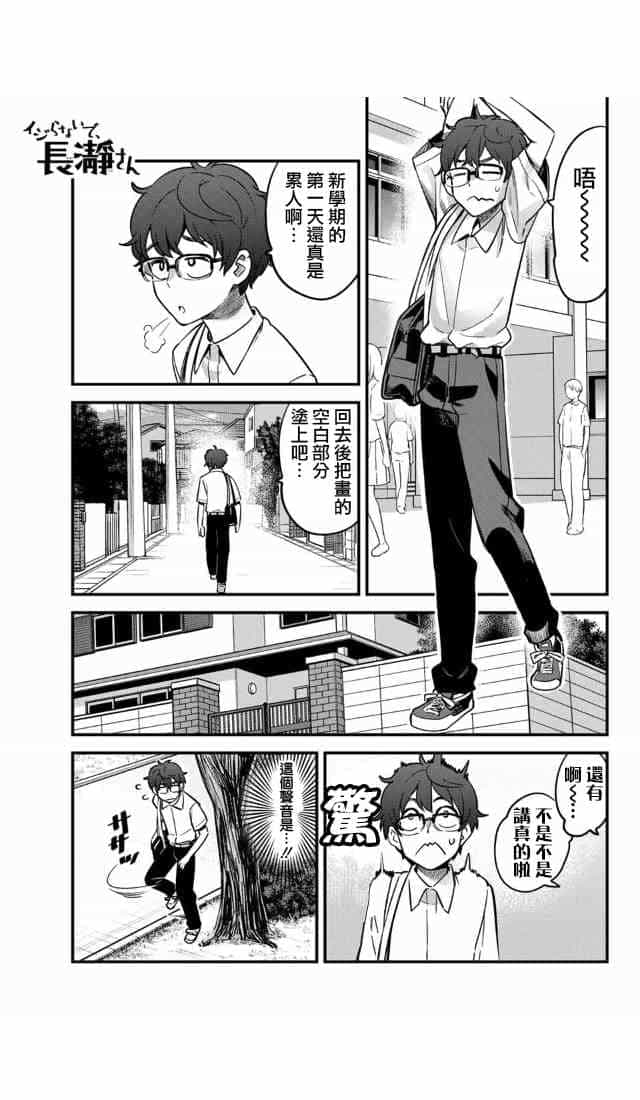 イジらないで、
長瀞さん
唔〜〜〜
新學期的
第一天還真是
累人啊…
回去後把畫的
空白部分
塗上吧…
還有
啊〜〜
不是不是
講真的啦
驚
這個聲音是…!!
ササッ